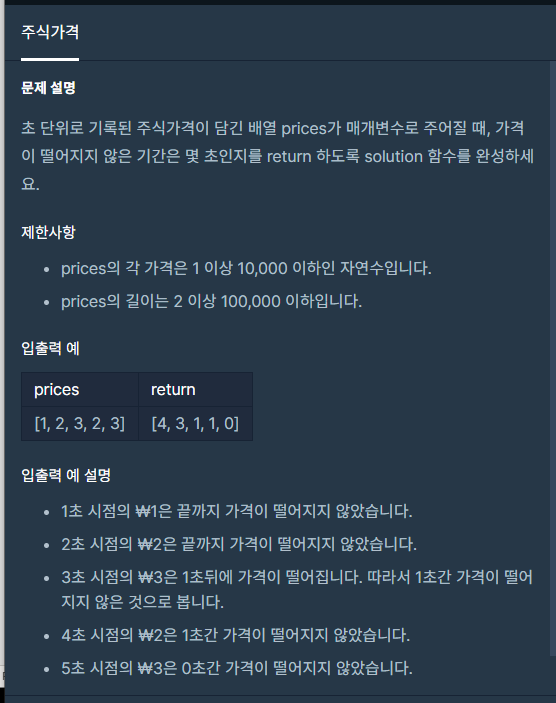 주식가격
문제 설명
초 단위로 기록된 주식가격이 담긴 배열 prices가 매개변수로 주어질 때, 가격
이 떨어지지 않은 기간은 몇 초인지를 return 하도록 solution 함수를 완성하세
요.
제한사항
• prices의 각 가격은 1 이상 10,000 이하인 자연수입니다.
• prices의 길이는 2 이상 100,000 이하입니다.
입출력 예
prices return
[1, 2, 3, 2, 3] [4, 3, 1, 1, 0]
입출력 예 설명
• 1초 시점의 ₩1은 끝까지 가격이 떨어지지 않았습니다.
• 2초 시점의 ₩2은 끝까지 가격이 떨어지지 않았습니다.
• 3초 시점의 ₩3은 1초뒤에 가격이 떨어집니다. 따라서 1초간 가격이 떨어
지지 않은 것으로 봅니다.
• 4초 시점의 ₩2은 1초간 가격이 떨어지지 않았습니다.
• 5초 시점의 ₩3은 0초간 가격이 떨어지지 않았습니다.